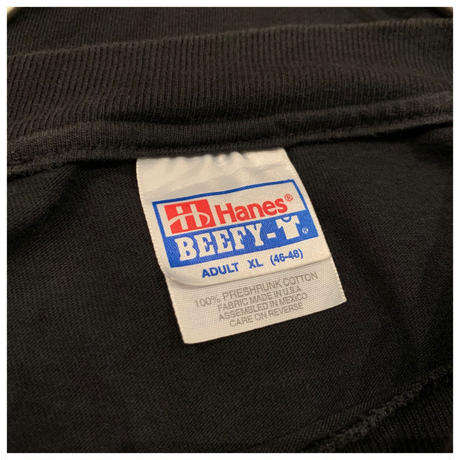 Hanes®
BEEFY-T®
ADULT XL (46-48)
100% PRESHRUNK COTTON
FABRIC MADE IN U.S.A.
ASSEMBLED IN MEXICO
CARE ON REVERSE